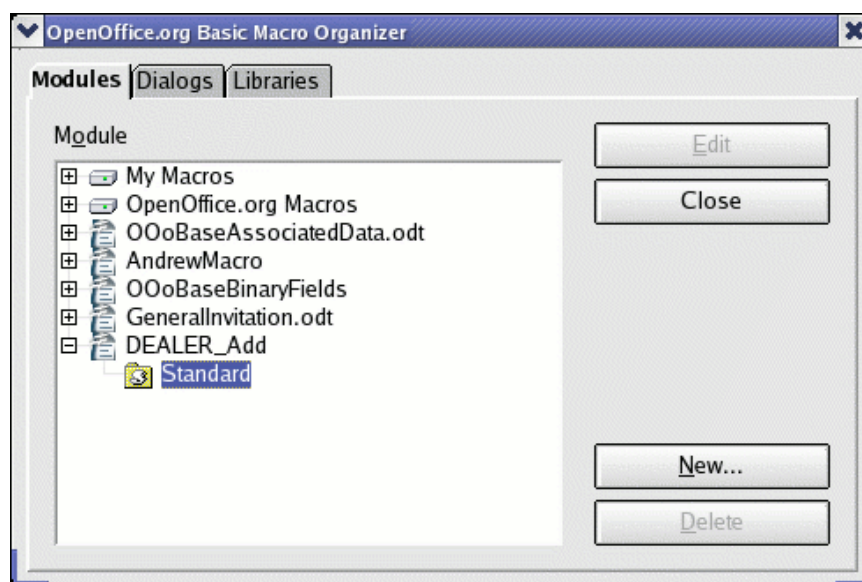 OpenOffice.org Basic Macro Organizer
Modules Dialogs Libraries
Module
My Macros
OpenOffice.org Macros
OOoBaseAssociatedData.odt
AndrewMacro
OOoBaseBinaryFields
GeneralInvitation.odt
DEALER_Add
Standard
Edit
Close
New...
Delete